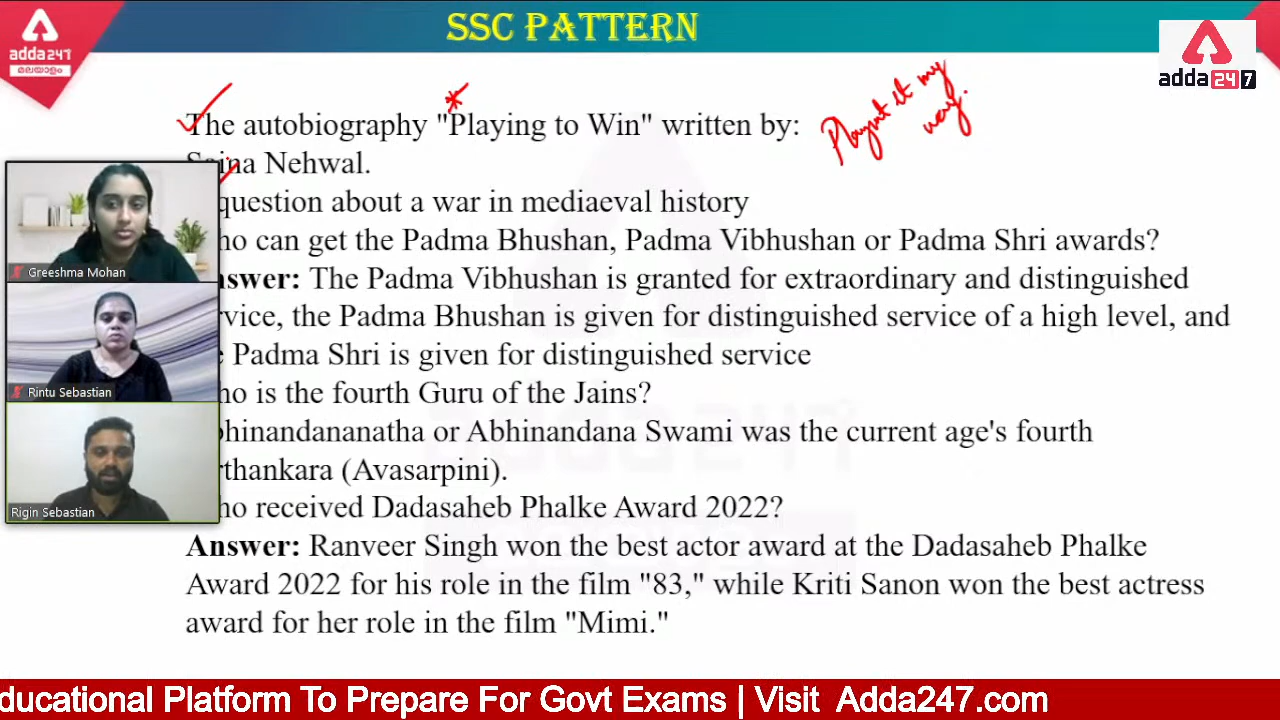 adda247
മലയാളം
SSC PATTERN
adda247
The autobiography "Playing to Win" written by:
Playing it my
way.
Saina Nehwal.
question about a war in mediaeval history
ho can get the Padma Bhushan, Padma Vibhushan or Padma Shri awards?
nswer: The Padma Vibhushan is granted for extraordinary and distinguished
rvice, the Padma Bhushan is given for distinguished service of a high level, and
e Padma Shri is given for distinguished service
ho is the fourth Guru of the Jains?
bhinandananatha or Abhinandana Swami was the current age's fourth
rthankara (Avasarpini).
ho received Dadasaheb Phalke Award 2022?
Answer: Ranveer Singh won the best actor award at the Dadasaheb Phalke
Award 2022 for his role in the film "83," while Kriti Sanon won the best actress
award for her role in the film "Mimi."
Greeshma Mohan
Rintu Sebastian
Rigin Sebastian
ducational Platform To Prepare For Govt Exams | Visit Adda247.com